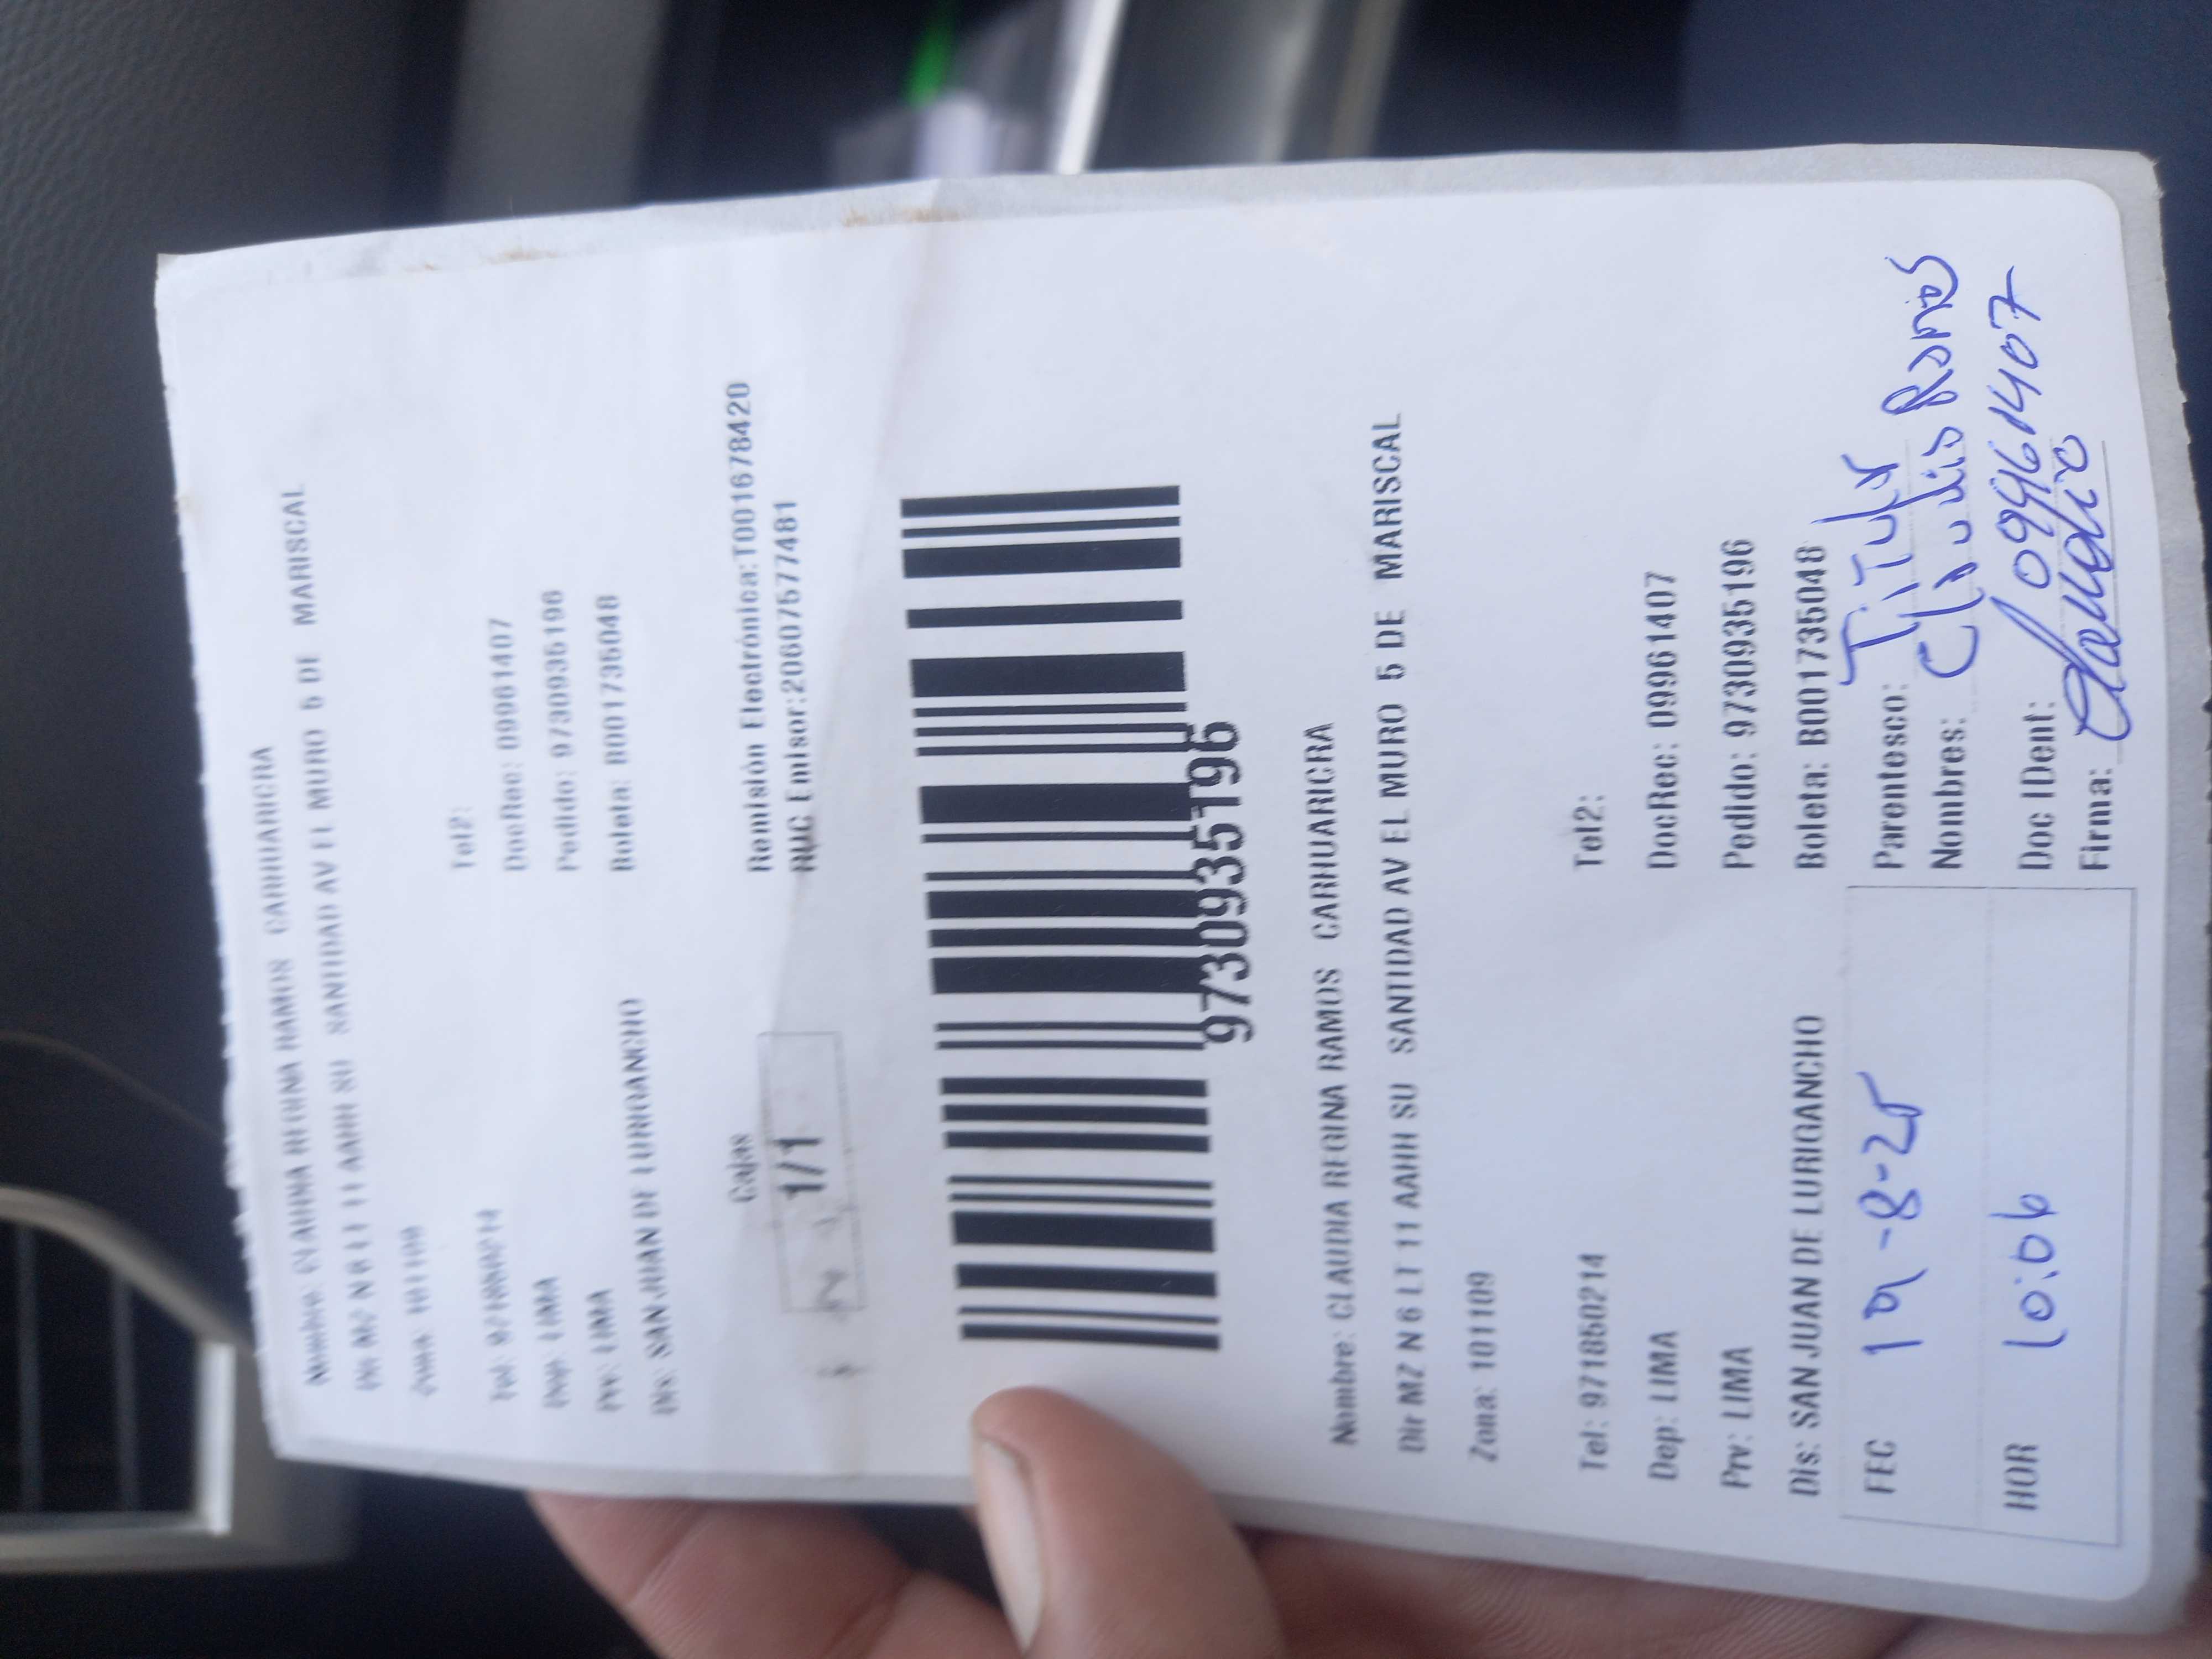 Nombre: CLAUDIA REGINA RAMOS CARHUARICRA
Dir MZ N 6 LT 11 AAHH SU SANTIDAD AV EL MURO 5 DE MARISCAL
Zona: 101109
Tel2:
Tel: 971850214 DocRec: 09961407
Dep: LIMA Pedido: 9730935196
Prv: LIMA Boleta: B001735048
Dis: SAN JUAN DE LURIGANCHO
Cajas Remisión Electrónica:T001678420
1/1 RUC Emisor:20607577481
9730935196
Nombre: CLAUDIA REGINA RAMOS CARHUARICRA
Dir MZ N 6 LT 11 AAHH SU SANTIDAD AV EL MURO 5 DE MARISCAL
Zona: 101109
Tel: 971850214 Tel2:
Dep: LIMA DocRec: 09961407
Prv: LIMA Pedido: 9730935196
Dis: SAN JUAN DE LURIGANCHO Boleta: B001735048
FEC 19-8-25 Parentesco: TiTular
Nombres: Claudia Ramos
HOR 10:06 Doc IDent: 09961407
Firma: Claudia